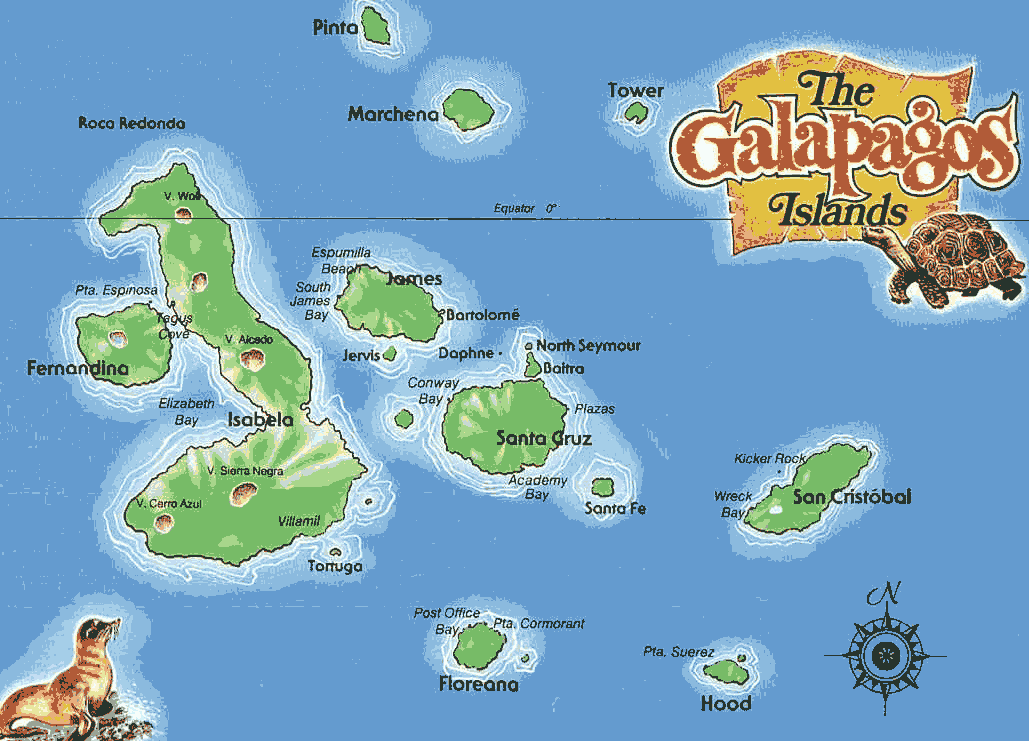 Pinta
Marchena
Tower
The
Galapagos
Islands
Roca Redonda
V. Wolf
Equator 0°
Espumilla
Beach
James
South
James
Bay
Pta. Espinosa
Tagus
Cove
Bartolomé
V. Alcedo
Jervis
Daphne
North Seymour
Baltra
Fernandina
Conway
Bay
Elizabeth
Bay
Isabela
Plazas
Santa Cruz
V. Sierra Negra
Kicker Rock
Academy
Bay
V. Cerro Azul
Santa Fe
Wreck
Bay
San Cristóbal
Villamil
Tortuga
N
Post Office
Bay
Pta. Cormorant
Floreana
Pta. Suerez
Hood